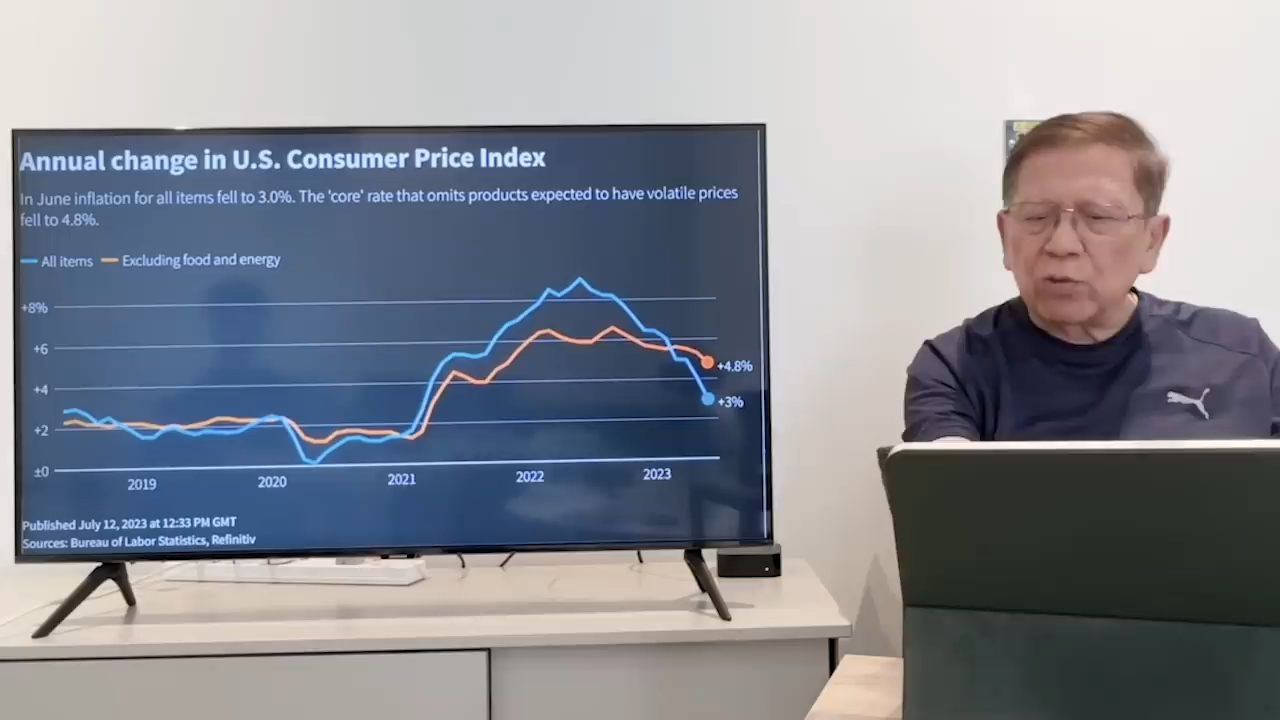 Annual change in U.S. Consumer Price Index
In June inflation for all items fell to 3.0%. The 'core' rate that omits products expected to have volatile prices
fell to 4.8%.
All items Excluding food and energy
+8%
+6
+4
+2
±0
+4.8%
+3%
2019 2020 2021 2022 2023
Published July 12, 2023 at 12:33 PM GMT
Sources: Bureau of Labor Statistics, Refinitiv